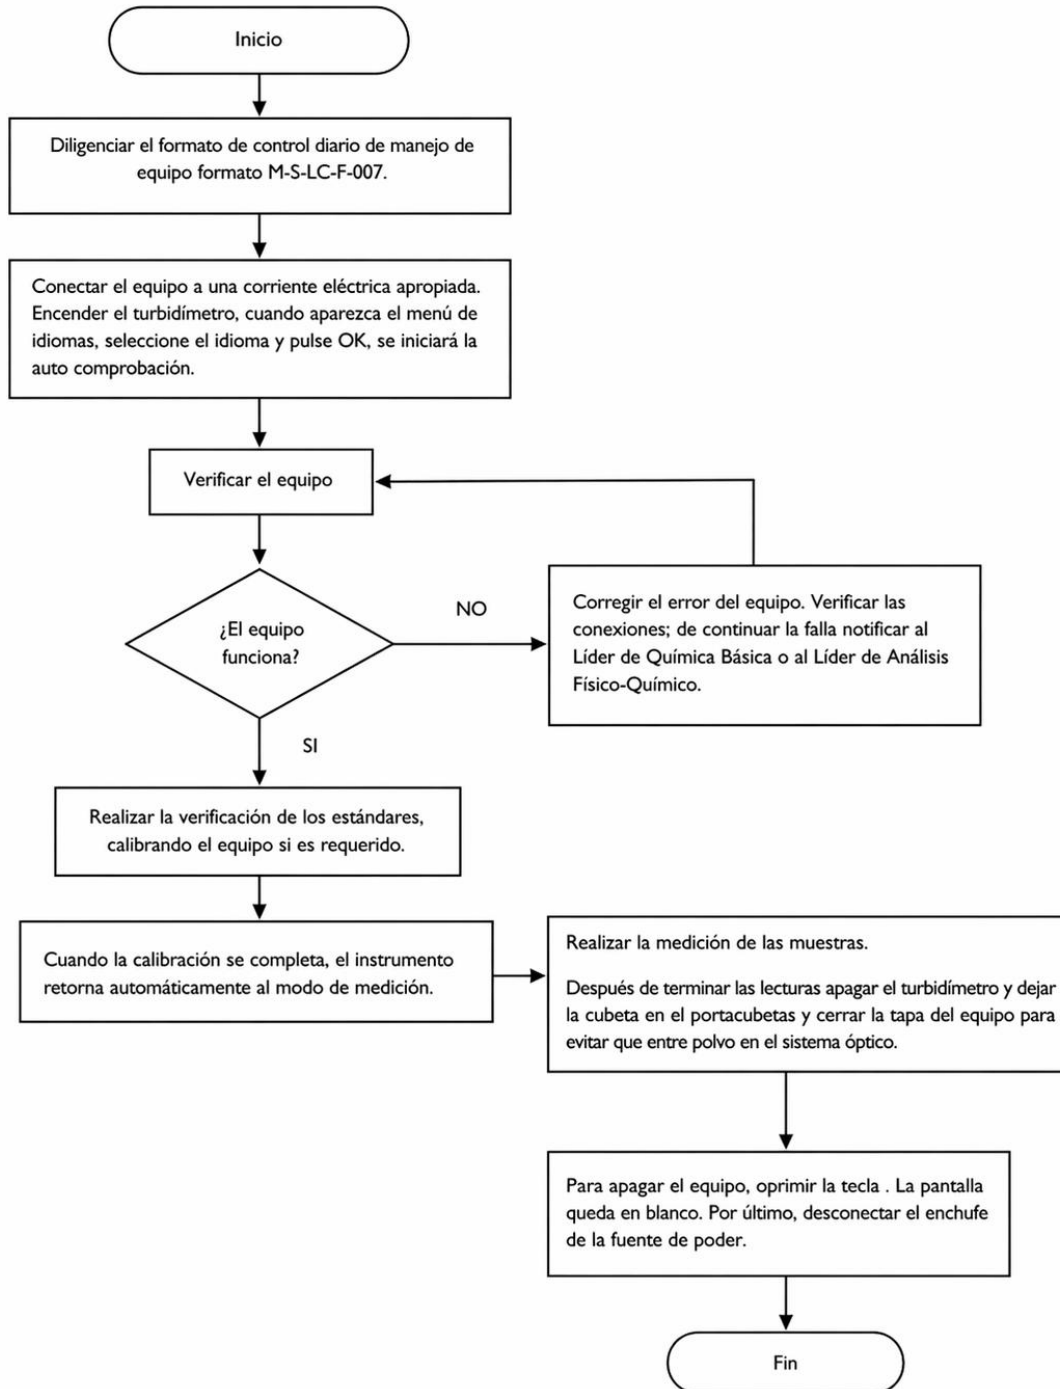 Inicio
Diligenciar el formato de control diario de manejo de
equipo formato M-S-LC-F-007.
Conectar el equipo a una corriente eléctrica apropiada.
Encender el turbidímetro, cuando aparezca el menú de
idiomas, seleccione el idioma y pulse OK, se iniciará la
auto comprobación.
Verificar el equipo
¿El equipo
funciona?
NO
Corregir el error del equipo. Verificar las
conexiones; de continuar la falla notificar al
Líder de Química Básica o al Líder de Análisis
Físico-Químico.
SI
Realizar la verificación de los estándares,
calibrando el equipo si es requerido.
Cuando la calibración se completa, el instrumento
retorna automáticamente al modo de medición.
Realizar la medición de las muestras.
Después de terminar las lecturas apagar el turbidímetro y dejar
la cubeta en el portacubetas y cerrar la tapa del equipo para
evitar que entre polvo en el sistema óptico.
Para apagar el equipo, oprimir la tecla . La pantalla
queda en blanco. Por último, desconectar el enchufe
de la fuente de poder.
Fin